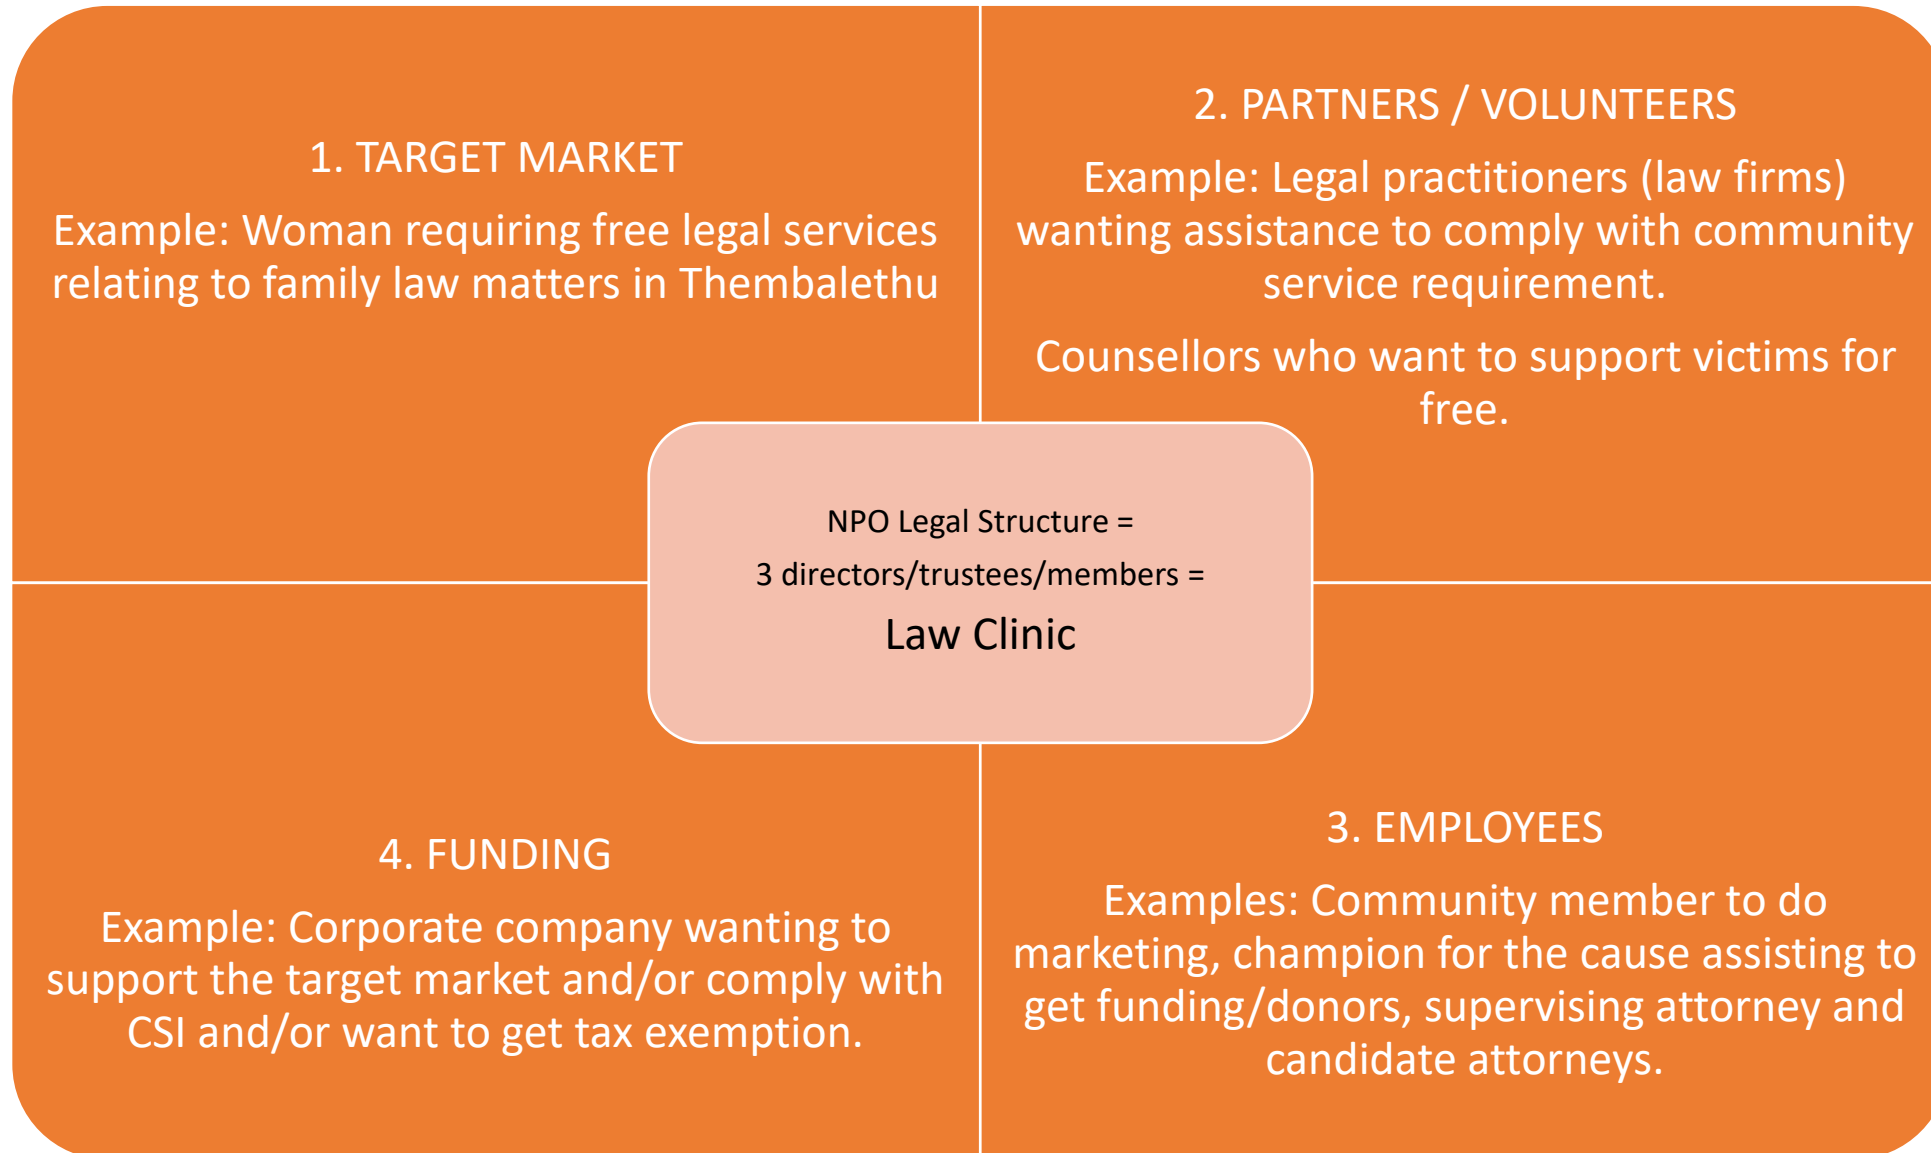 1. TARGET MARKET
Example: Woman requiring free legal services
relating to family law matters in Thembalethu
2. PARTNERS / VOLUNTEERS
Example: Legal practitioners (law firms)
wanting assistance to comply with community
service requirement.
Counsellors who want to support victims for
free.
NPO Legal Structure =
3 directors/trustees/members =
Law Clinic
3. EMPLOYEES
Examples: Community member to do
marketing, champion for the cause assisting to
get funding/donors, supervising attorney and
candidate attorneys.
4. FUNDING
Example: Corporate company wanting to
support the target market and/or comply with
CSI and/or want to get tax exemption.